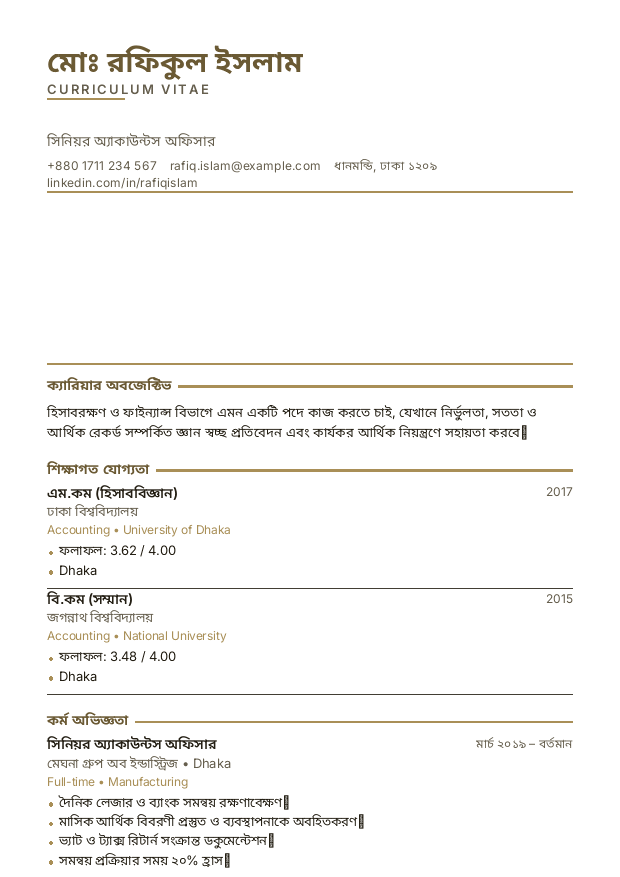 মোঃ রফিকুল ইসলাম
CURRICULUM VITAE
সিনিয়র অ্যাকাউন্টস অফিসার
+880 1711 234 567 rafiq.islam@example.com ধানমন্ডি, ঢাকা ১২০৯
linkedin.com/in/rafiqislam
ক্যারিয়ার অবজেক্টিভ
হিসাবরক্ষণ ও ফাইন্যান্স বিভাগে এমন একটি পদে কাজ করতে চাই, যেখানে নির্ভুলতা, সততা ও
আর্থিক রেকর্ড সম্পর্কিত জ্ঞান স্বচ্ছ প্রতিবেদন এবং কার্যকর আর্থিক নিয়ন্ত্রণে সহায়তা করবে
শিক্ষাগত যোগ্যতা
এম.কম (হিসাববিজ্ঞান) 2017
ঢাকা বিশ্ববিদ্যালয়
Accounting • University of Dhaka
• ফলাফল: 3.62 / 4.00
• Dhaka
বি.কম (সম্মান) 2015
জগন্নাথ বিশ্ববিদ্যালয়
Accounting • National University
• ফলাফল: 3.48 / 4.00
• Dhaka
কর্ম অভিজ্ঞতা
সিনিয়র অ্যাকাউন্টস অফিসার মার্চ ২০১৯ – বর্তমান
মেঘনা গ্রুপ অব ইন্ডাস্ট্রিজ • Dhaka
Full-time • Manufacturing
• দৈনিক লেজার ও ব্যাংক সমন্বয় রক্ষণাবেক্ষণ
• মাসিক আর্থিক বিবরণী প্রস্তুত ও ব্যবস্থাপনাকে অবহিতকরণ
• ভ্যাট ও ট্যাক্স রিটার্ন সংক্রান্ত ডকুমেন্টেশন
• সমন্বয় প্রক্রিয়ার সময় ২০% হ্রাস